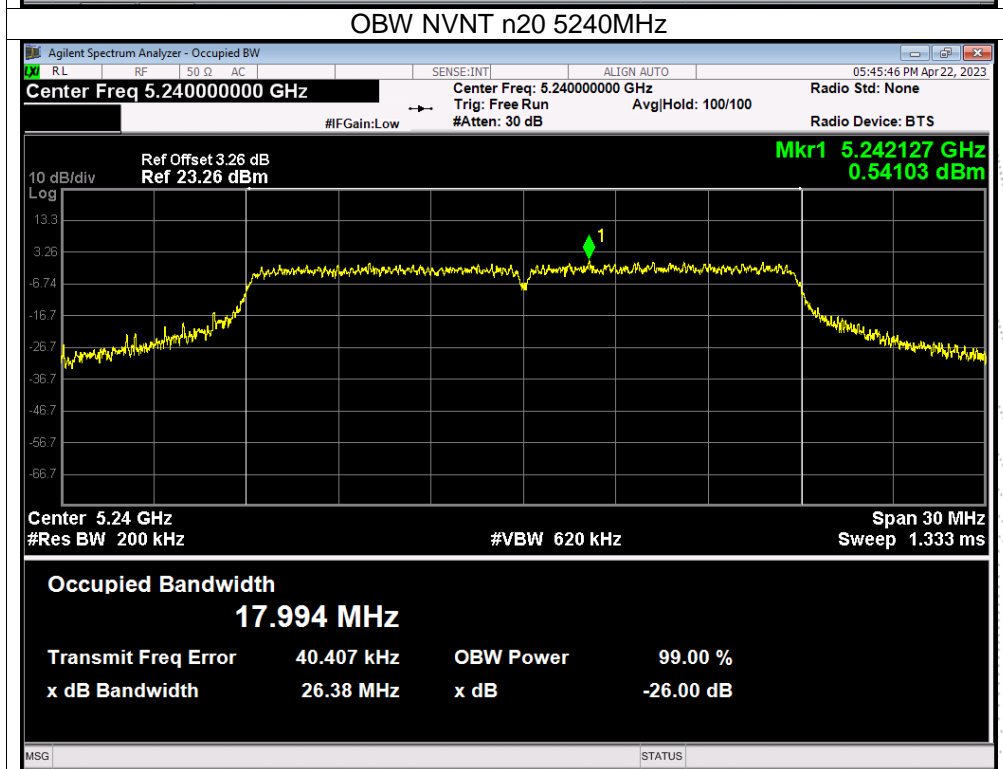 OBW NVNT n20 5240MHz
Agilent Spectrum Analyzer - Occupied BW
LXI RL RF 50 Ω AC SENSE:INT ALIGN AUTO 05:45:46 PM Apr 22, 2023
Center Freq 5.240000000 GHz Center Freq: 5.240000000 GHz Radio Std: None
Trig: Free Run Avg|Hold: 100/100
#IFGain:Low #Atten: 30 dB Radio Device: BTS
Mkr1 5.242127 GHz
0.54103 dBm
Ref Offset 3.26 dB
10 dB/div Ref 23.26 dBm
Log
13.3
3.26
-6.74
-16.7
-26.7
-36.7
-46.7
-56.7
-66.7
1
Center 5.24 GHz Span 30 MHz
#Res BW 200 kHz #VBW 620 kHz Sweep 1.333 ms
Occupied Bandwidth
17.994 MHz
Transmit Freq Error 40.407 kHz OBW Power 99.00 %
x dB Bandwidth 26.38 MHz x dB -26.00 dB
MSG STATUS